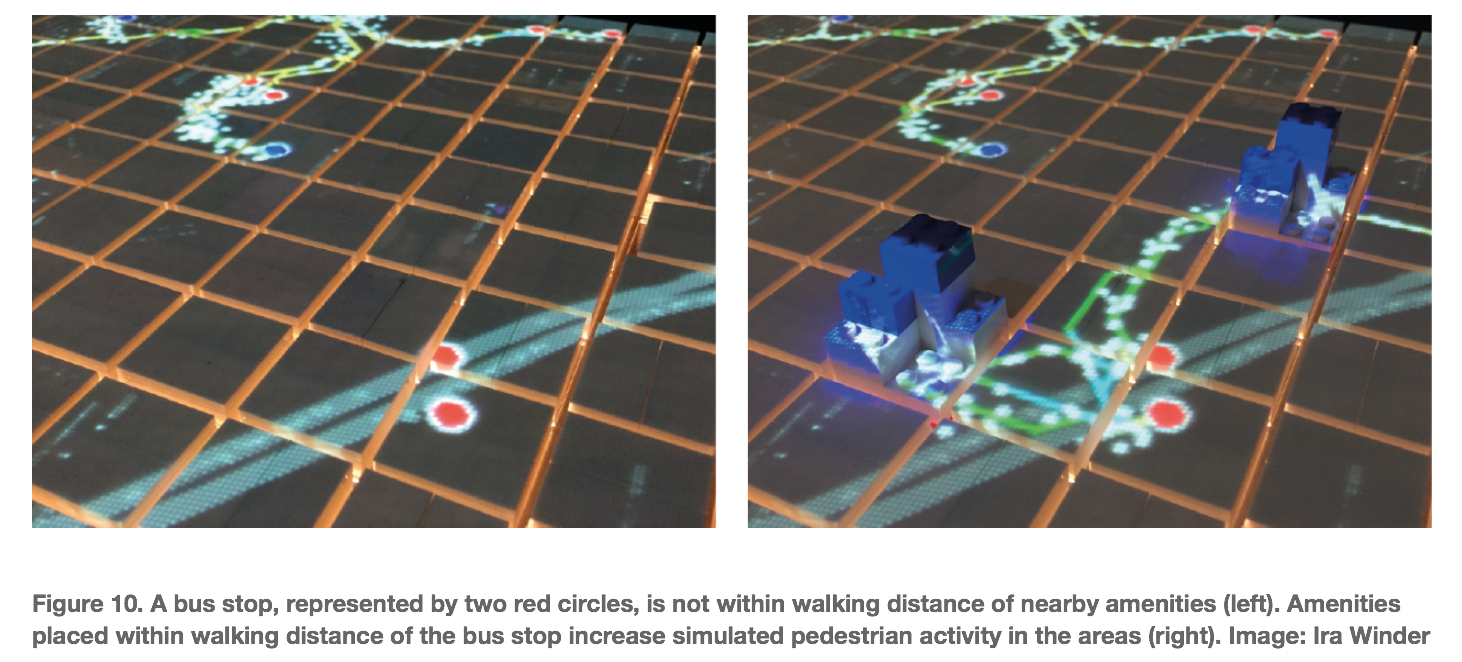 Figure 10. A bus stop, represented by two red circles, is not within walking distance of nearby amenities (left). Amenities
placed within walking distance of the bus stop increase simulated pedestrian activity in the areas (right). Image: Ira Winder